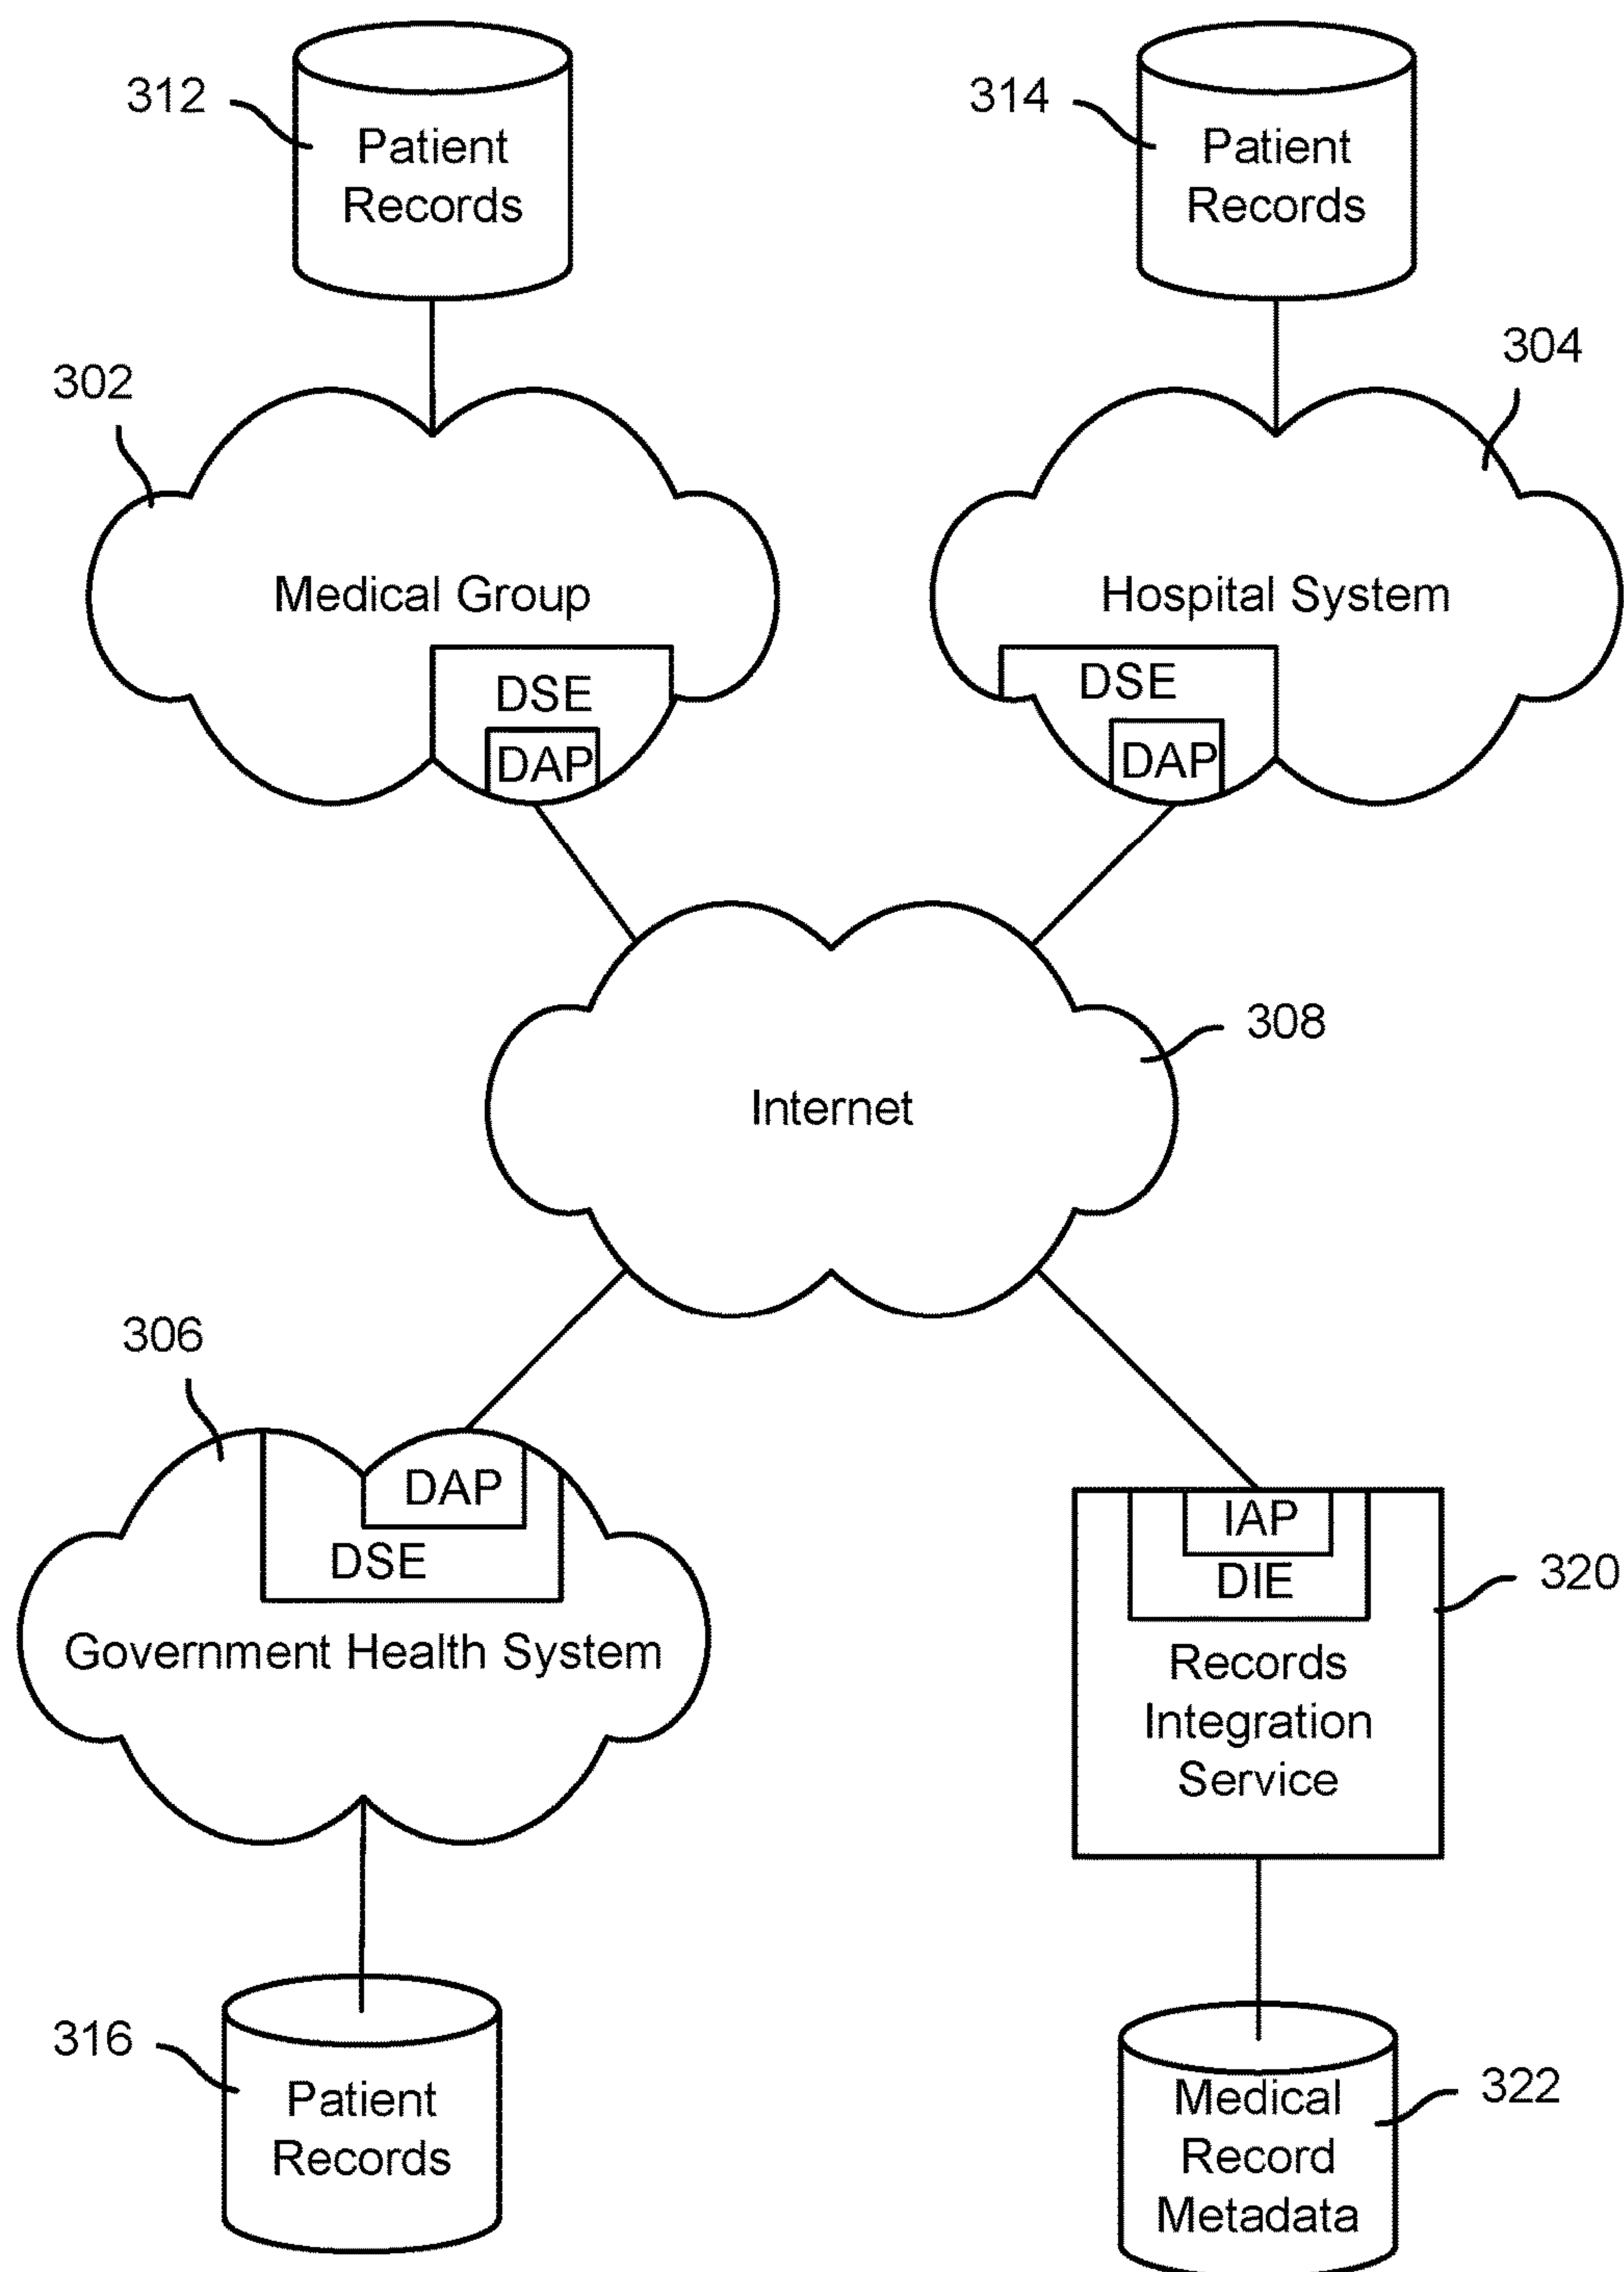 312
Patient
Records
314
Patient
Records
302
Medical Group
DSE
DAP
304
Hospital System
DSE
DAP
308
Internet
306
DAP
DSE
Government Health System
IAP
DIE
320
Records
Integration
Service
316
Patient
Records
322
Medical
Record
Metadata